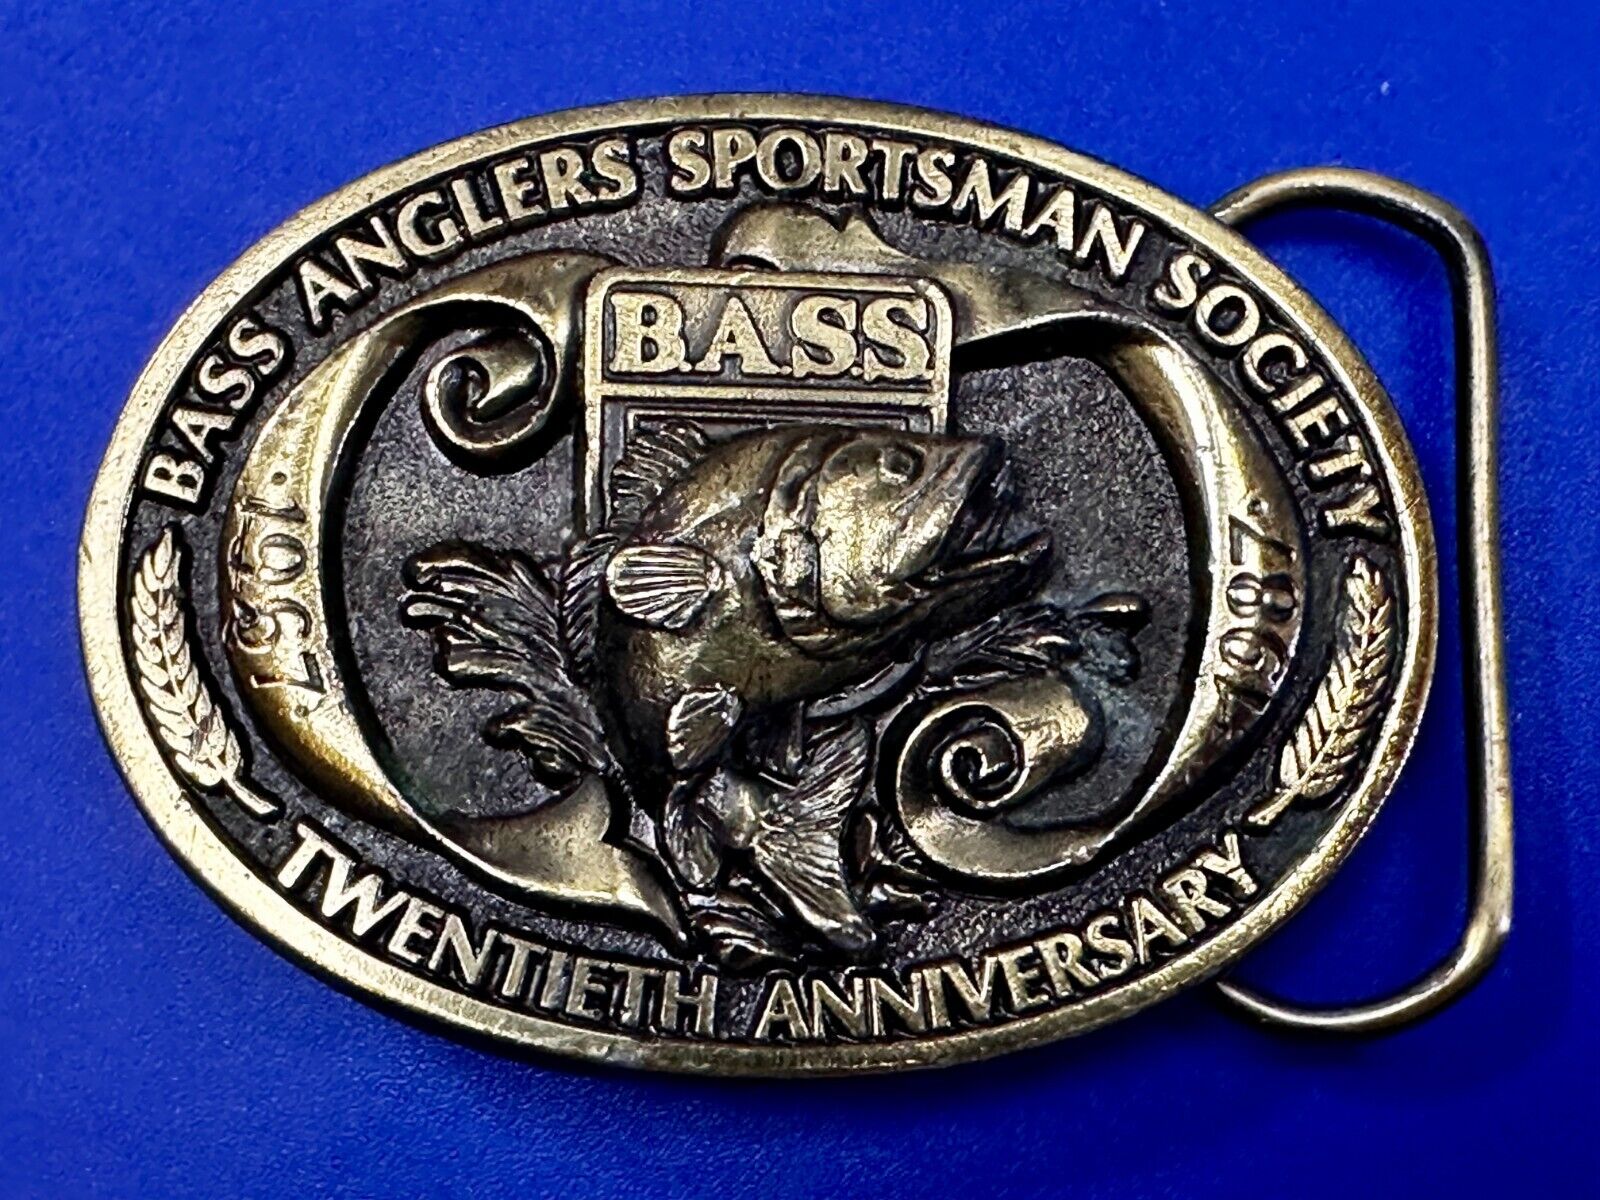 BASS ANGLERS SPORTSMAN SOCIETY
B.A.S.S.
·1967·
·1987·
TWENTIETH ANNIVERSARY